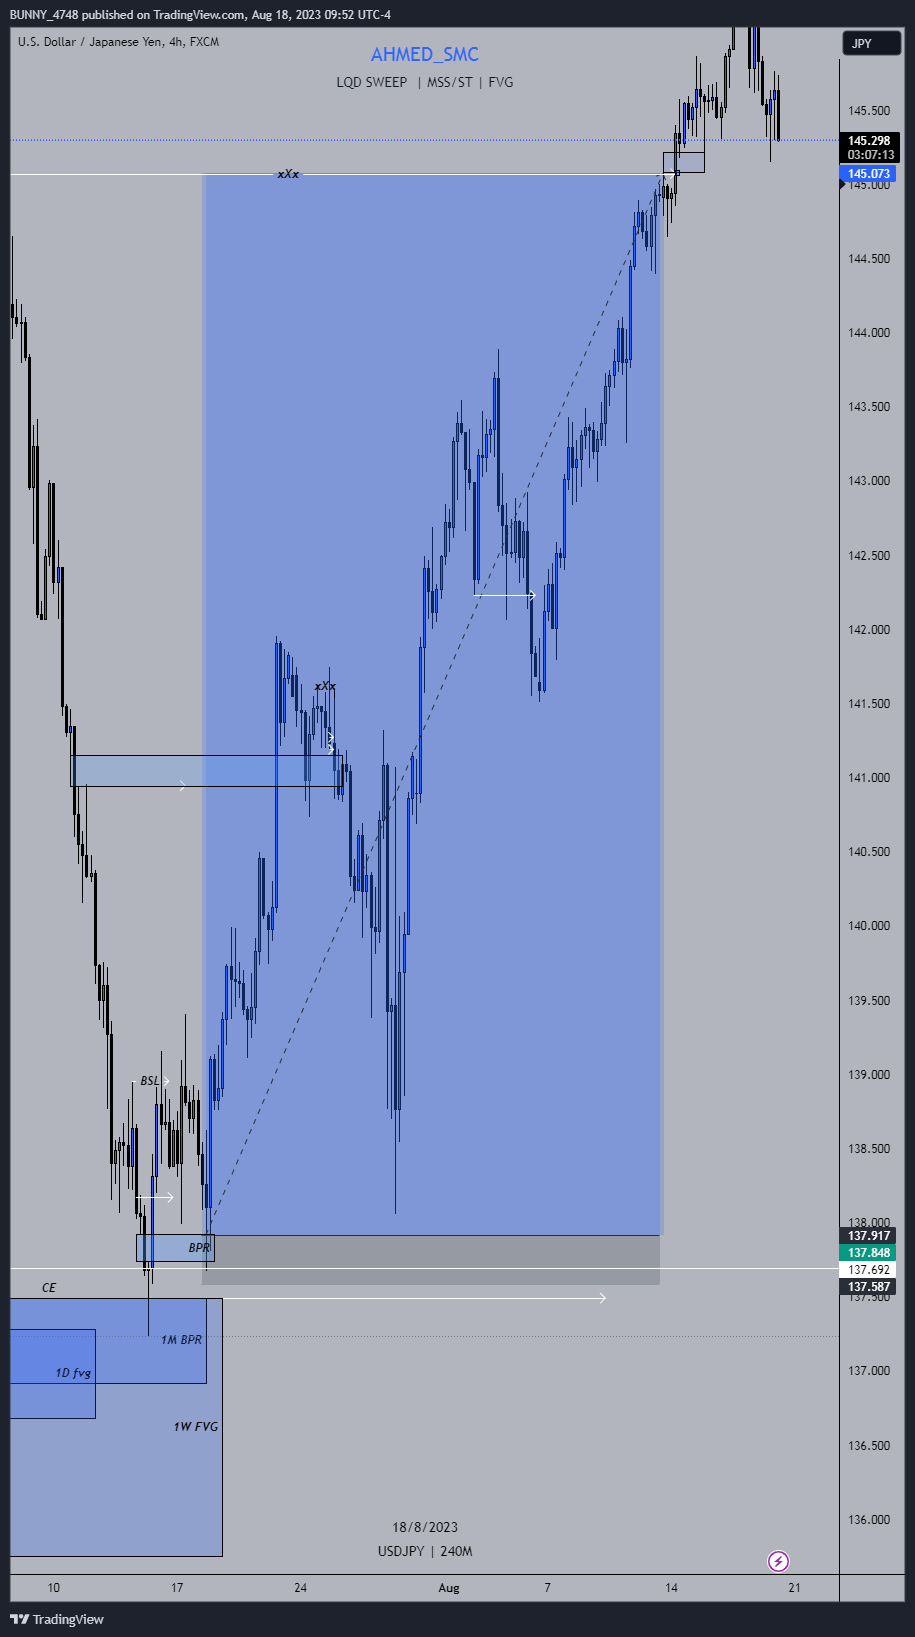 BUNNY_4748 published on TradingView.com, Aug 18, 2023 09:52 UTC-4
U.S. Dollar / Japanese Yen, 4h, FXCM
JPY
AHMED_SMC
LQD SWEEP | MSS/ST | FVG
145.500
145.298
03:07:13
xXx
145.073
145.000
144.500
144.000
143.500
143.000
142.500
142.000
xXx
141.500
141.000
140.500
140.000
139.500
BSL
139.000
138.500
138.000
137.917
BPR
137.848
137.692
CE
137.587
137.500
1M BPR
1D fvg
137.000
1W FVG
136.500
18/8/2023
136.000
USDJPY | 240M
10 17 24 Aug 7 14 21
TradingView